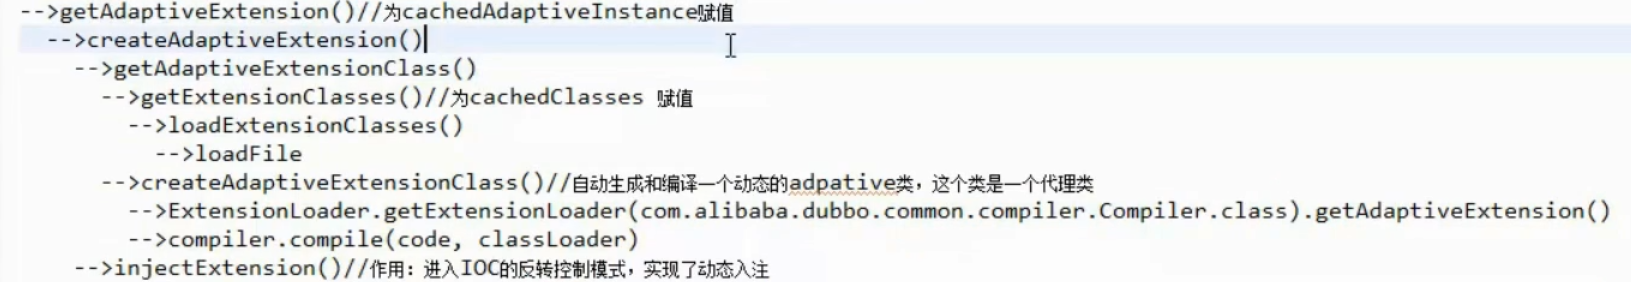 -->getAdaptiveExtension()//为cachedAdaptiveInstance赋值
-->createAdaptiveExtension()
-->getAdaptiveExtensionClass()
-->getExtensionClasses()//为cachedClasses 赋值
-->loadExtensionClasses()
-->loadFile
-->createAdaptiveExtensionClass()//自动生成和编译一个动态的adpative类，这个类是一个代理类
-->ExtensionLoader.getExtensionLoader(com.alibaba.dubbo.common.compiler.Compiler.class).getAdaptiveExtension()
-->compiler.compile(code, classLoader)
-->injectExtension()//作用：进入IOC的反转控制模式，实现了动态入注